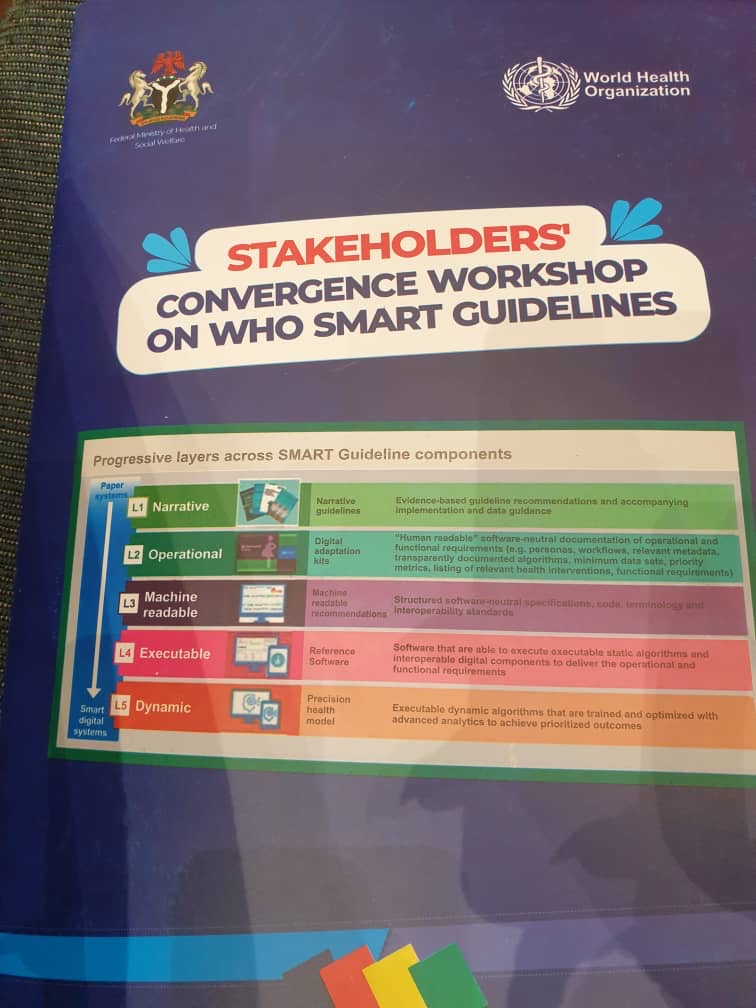 Federal Ministry of Health and
Social Welfare
World Health
Organization
STAKEHOLDERS'
CONVERGENCE WORKSHOP
ON WHO SMART GUIDELINES
Progressive layers across SMART Guideline components
Paper
systems
L1 Narrative
Narrative
guidelines
Evidence-based guideline recommendations and accompanying
implementation and data guidance
L2 Operational
Digital
adaptation
kits
“Human readable” software-neutral documentation of operational and
functional requirements (e.g. personas, workflows, relevant metadata,
transparently documented algorithms, minimum data sets, priority
metrics, listing of relevant health interventions, functional requirements)
L3 Machine
readable
Machine
readable
recommendations
Structured software-neutral specifications, code, terminology and
interoperability standards
L4 Executable
Reference
Software
Software that are able to execute executable static algorithms and
interoperable digital components to deliver the operational and
functional requirements
L5 Dynamic
Precision
health
model
Executable dynamic algorithms that are trained and optimized with
advanced analytics to achieve prioritized outcomes
Smart
digital
systems